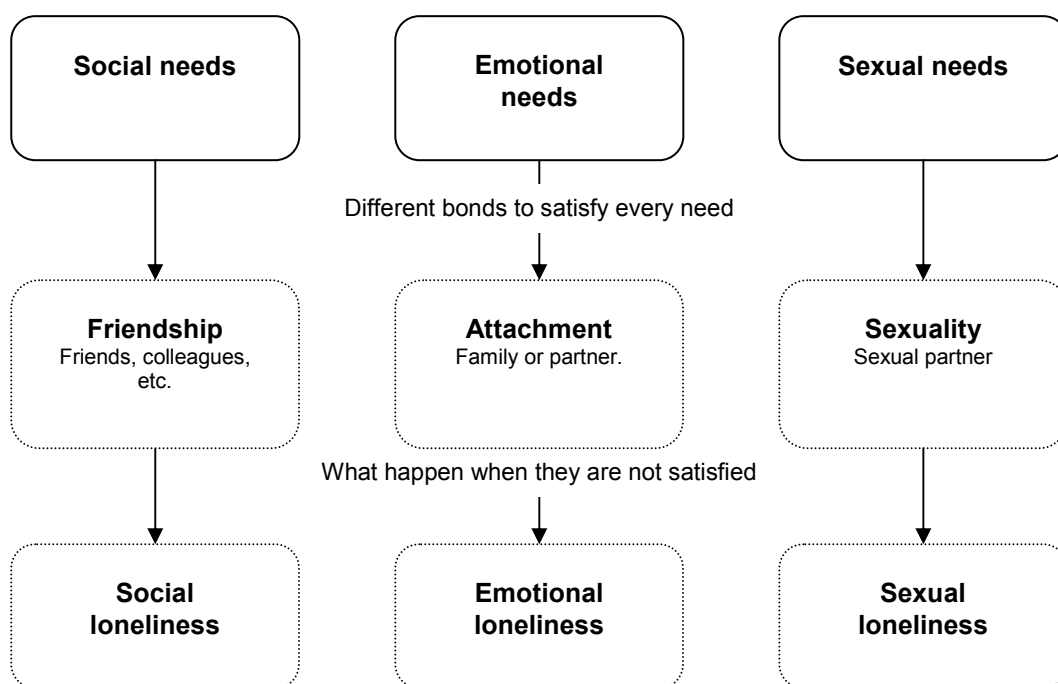 Social needs
Emotional
needs
Sexual needs
Different bonds to satisfy every need
Friendship
Friends, colleagues,
etc.
Attachment
Family or partner.
Sexuality
Sexual partner
What happen when they are not satisfied
Social
loneliness
Emotional
loneliness
Sexual
loneliness